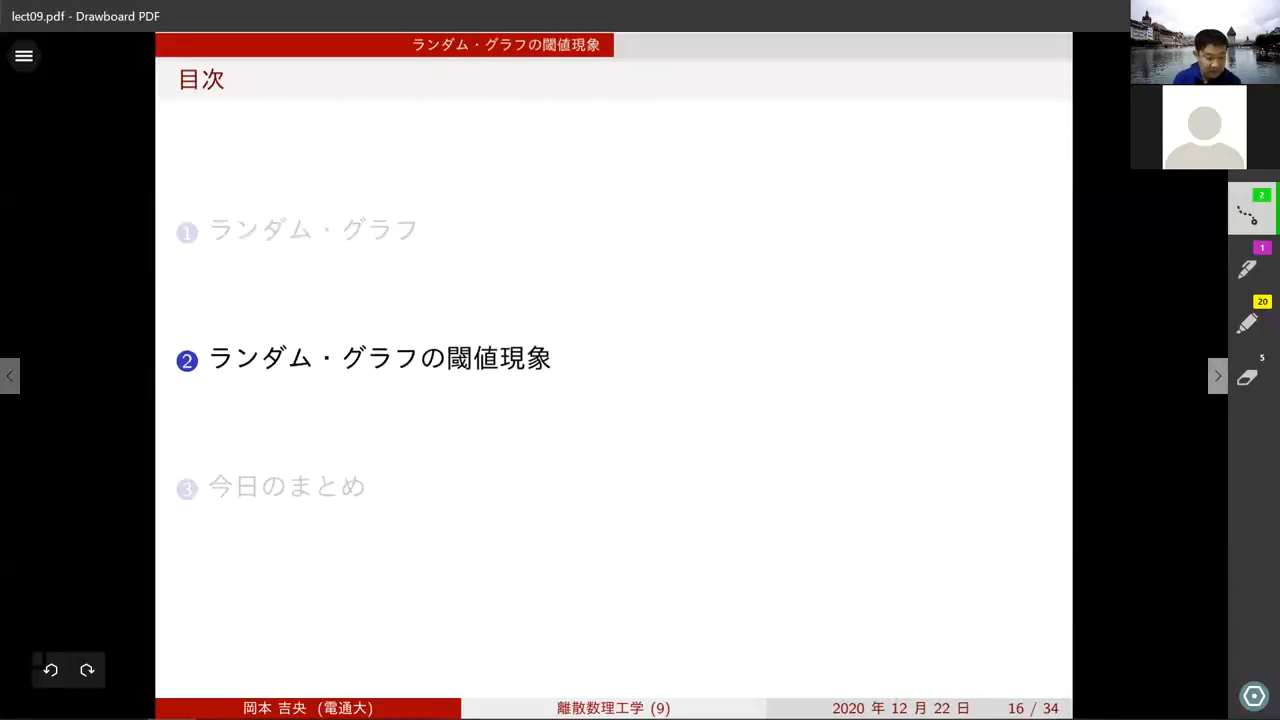 lect09.pdf - Drawboard PDF
ランダム・グラフの閾値現象
目次
1 ランダム・グラフ
2 ランダム・グラフの閾値現象
3 今日のまとめ
2
1
20
5
岡本 吉央 (電通大)
離散数理工学 (9)
2020 年 12 月 22 日
16 / 34